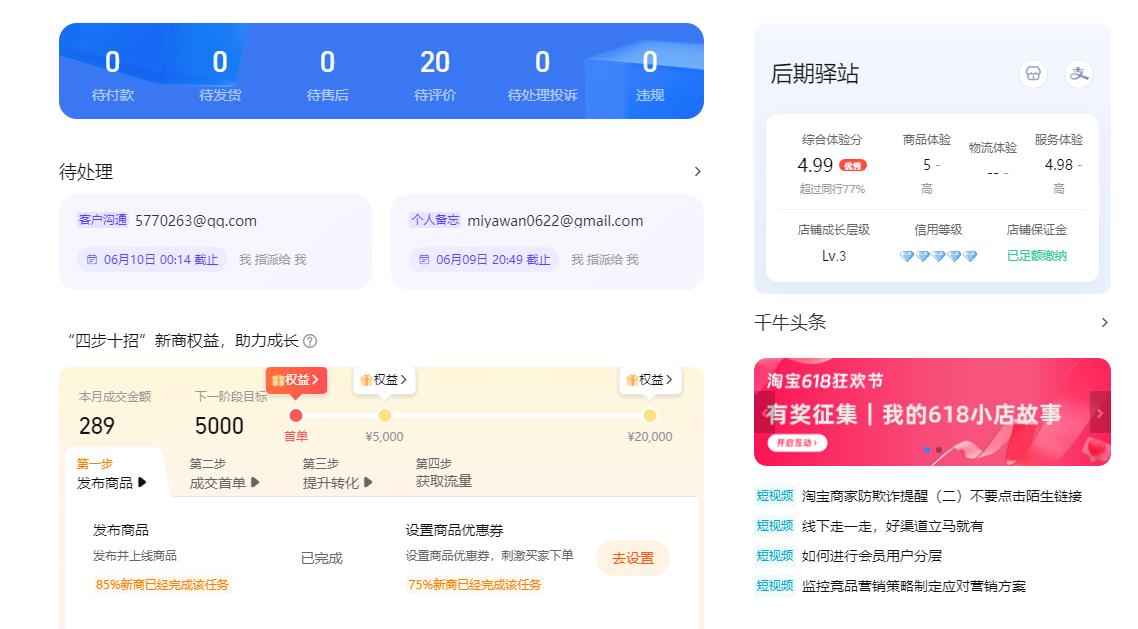 0 0 0 20 0 0
待付款 待发货 待售后 待评价 待处理投诉 违规
待处理
客户沟通 5770263@qq.com
06月10日 00:14 截止 我 指派给 我
个人备忘 miyawan0622@gmail.com
06月09日 20:49 截止 我 指派给 我
“四步十招”新商权益，助力成长
本月成交金额 下一阶段目标
289 5000
权益 权益 权益
首单 ¥5,000 ¥20,000
第一步 第二步 第三步 第四步
发布商品 成交首单 提升转化 获取流量
发布商品
发布并上线商品
85%新商已经完成该任务
已完成
设置商品优惠券
设置商品优惠券，刺激买家下单
75%新商已经完成该任务
去设置
后期驿站
综合体验分 商品体验 物流体验 服务体验
4.99 优秀 5 - -- - 4.98 -
超过同行77% 高 高
店铺成长层级 信用等级 店铺保证金
Lv.3 已足额缴纳
千牛头条
淘宝618狂欢节
有奖征集｜我的618小店故事
开启互动
短视频 淘宝商家防欺诈提醒（二）不要点击陌生链接
短视频 线下走一走，好渠道立马就有
短视频 如何进行会员用户分层
短视频 监控竞品营销策略制定应对营销方案